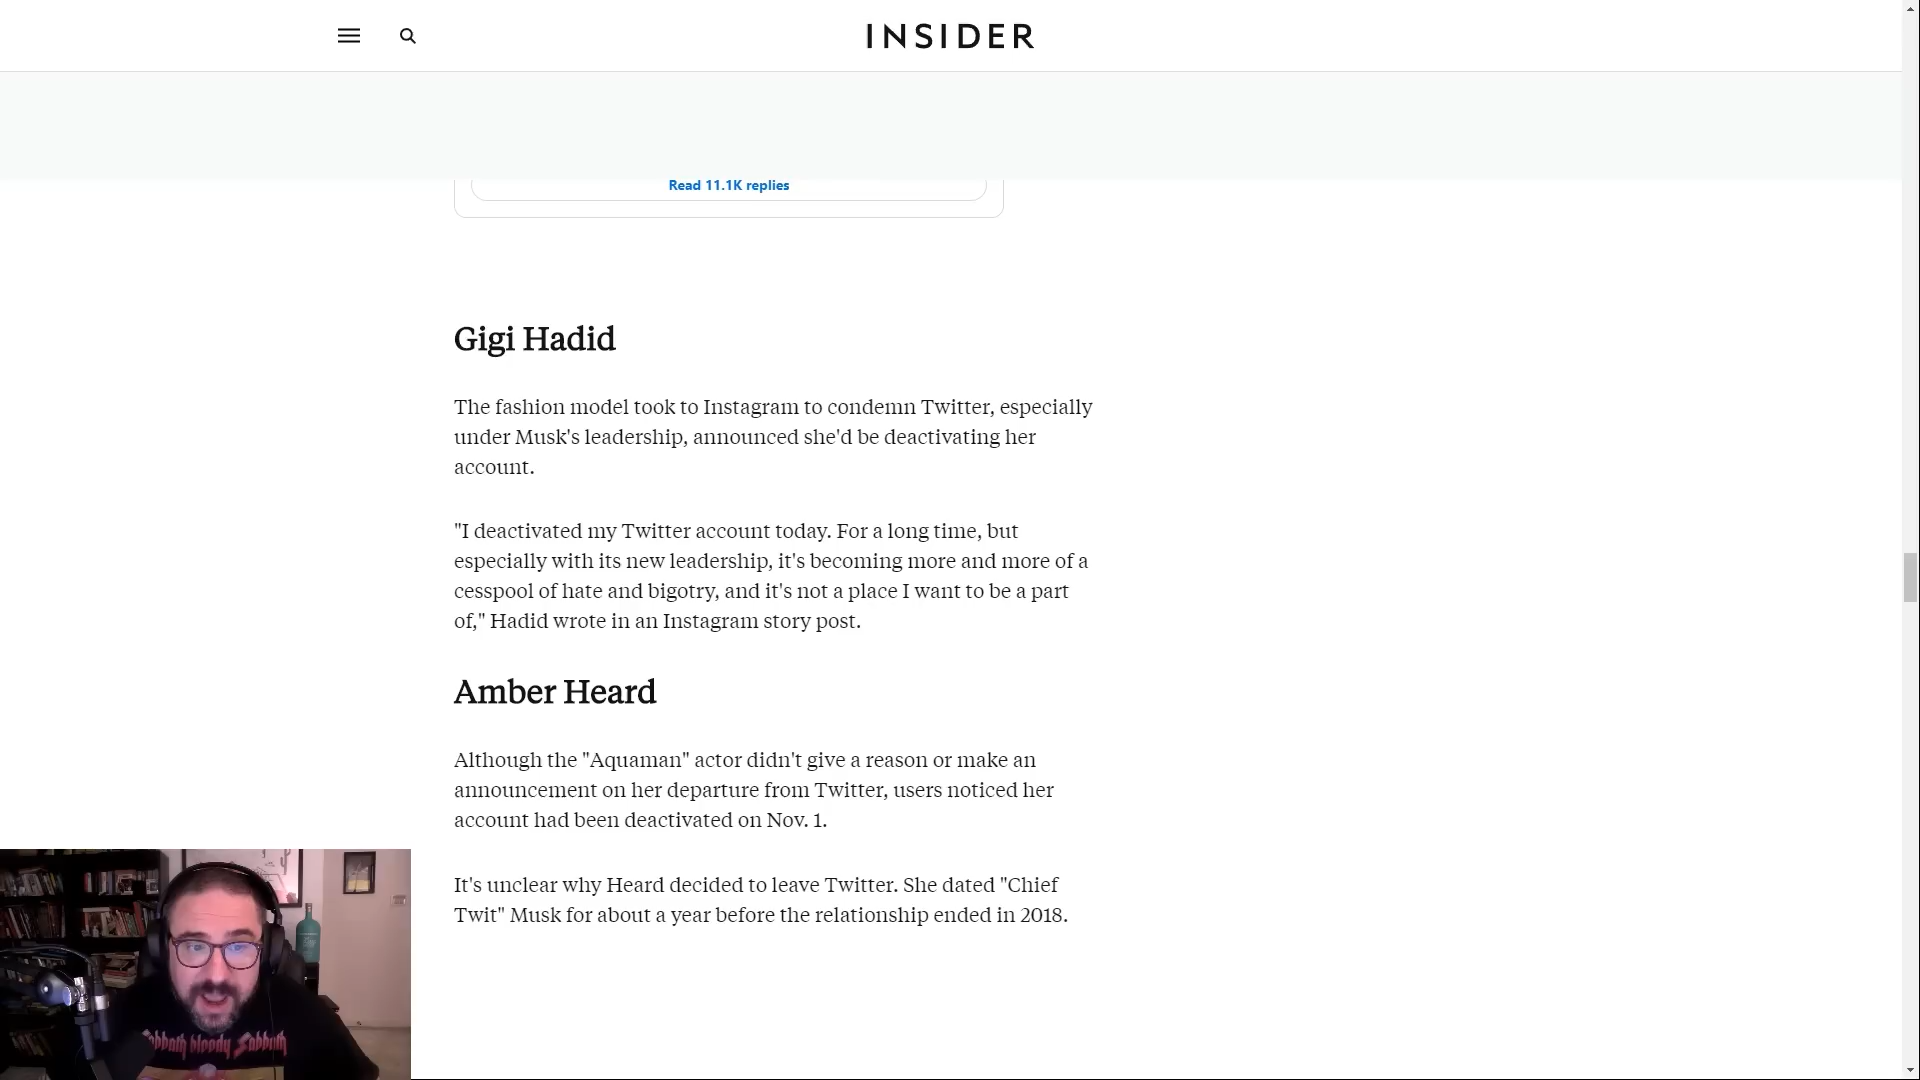 INSIDER
Read 11.1K replies
Gigi Hadid
The fashion model took to Instagram to condemn Twitter, especially
under Musk's leadership, announced she'd be deactivating her
account.
"I deactivated my Twitter account today. For a long time, but
especially with its new leadership, it's becoming more and more of a
cesspool of hate and bigotry, and it's not a place I want to be a part
of," Hadid wrote in an Instagram story post.
Amber Heard
Although the "Aquaman" actor didn't give a reason or make an
announcement on her departure from Twitter, users noticed her
account had been deactivated on Nov. 1.
It's unclear why Heard decided to leave Twitter. She dated "Chief
Twit" Musk for about a year before the relationship ended in 2018.
bloody Sabbath